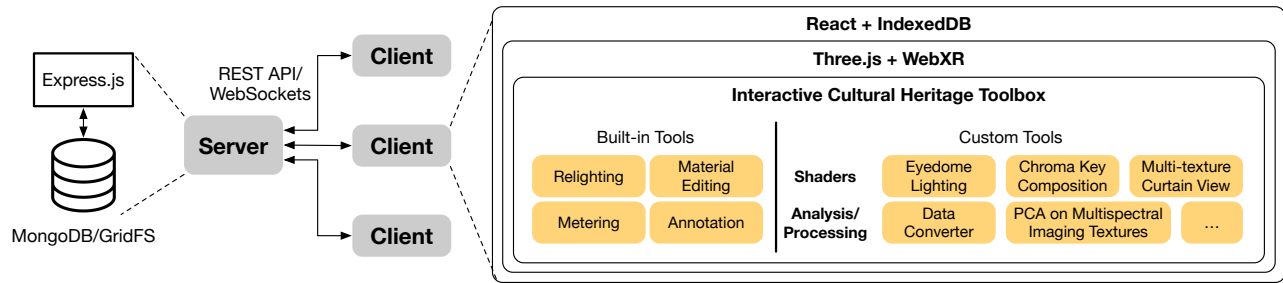 Express.js
MongoDB/GridFS
Server
REST API/
WebSockets
Client
Client
Client
React + IndexedDB
Three.js + WebXR
Interactive Cultural Heritage Toolbox
Built-in Tools
Relighting
Material
Editing
Metering
Annotation
Custom Tools
Shaders
Eyedome
Lighting
Chroma Key
Composition
Multi-texture
Curtain View
Analysis/
Processing
Data
Converter
PCA on Multispectral
Imaging Textures
...